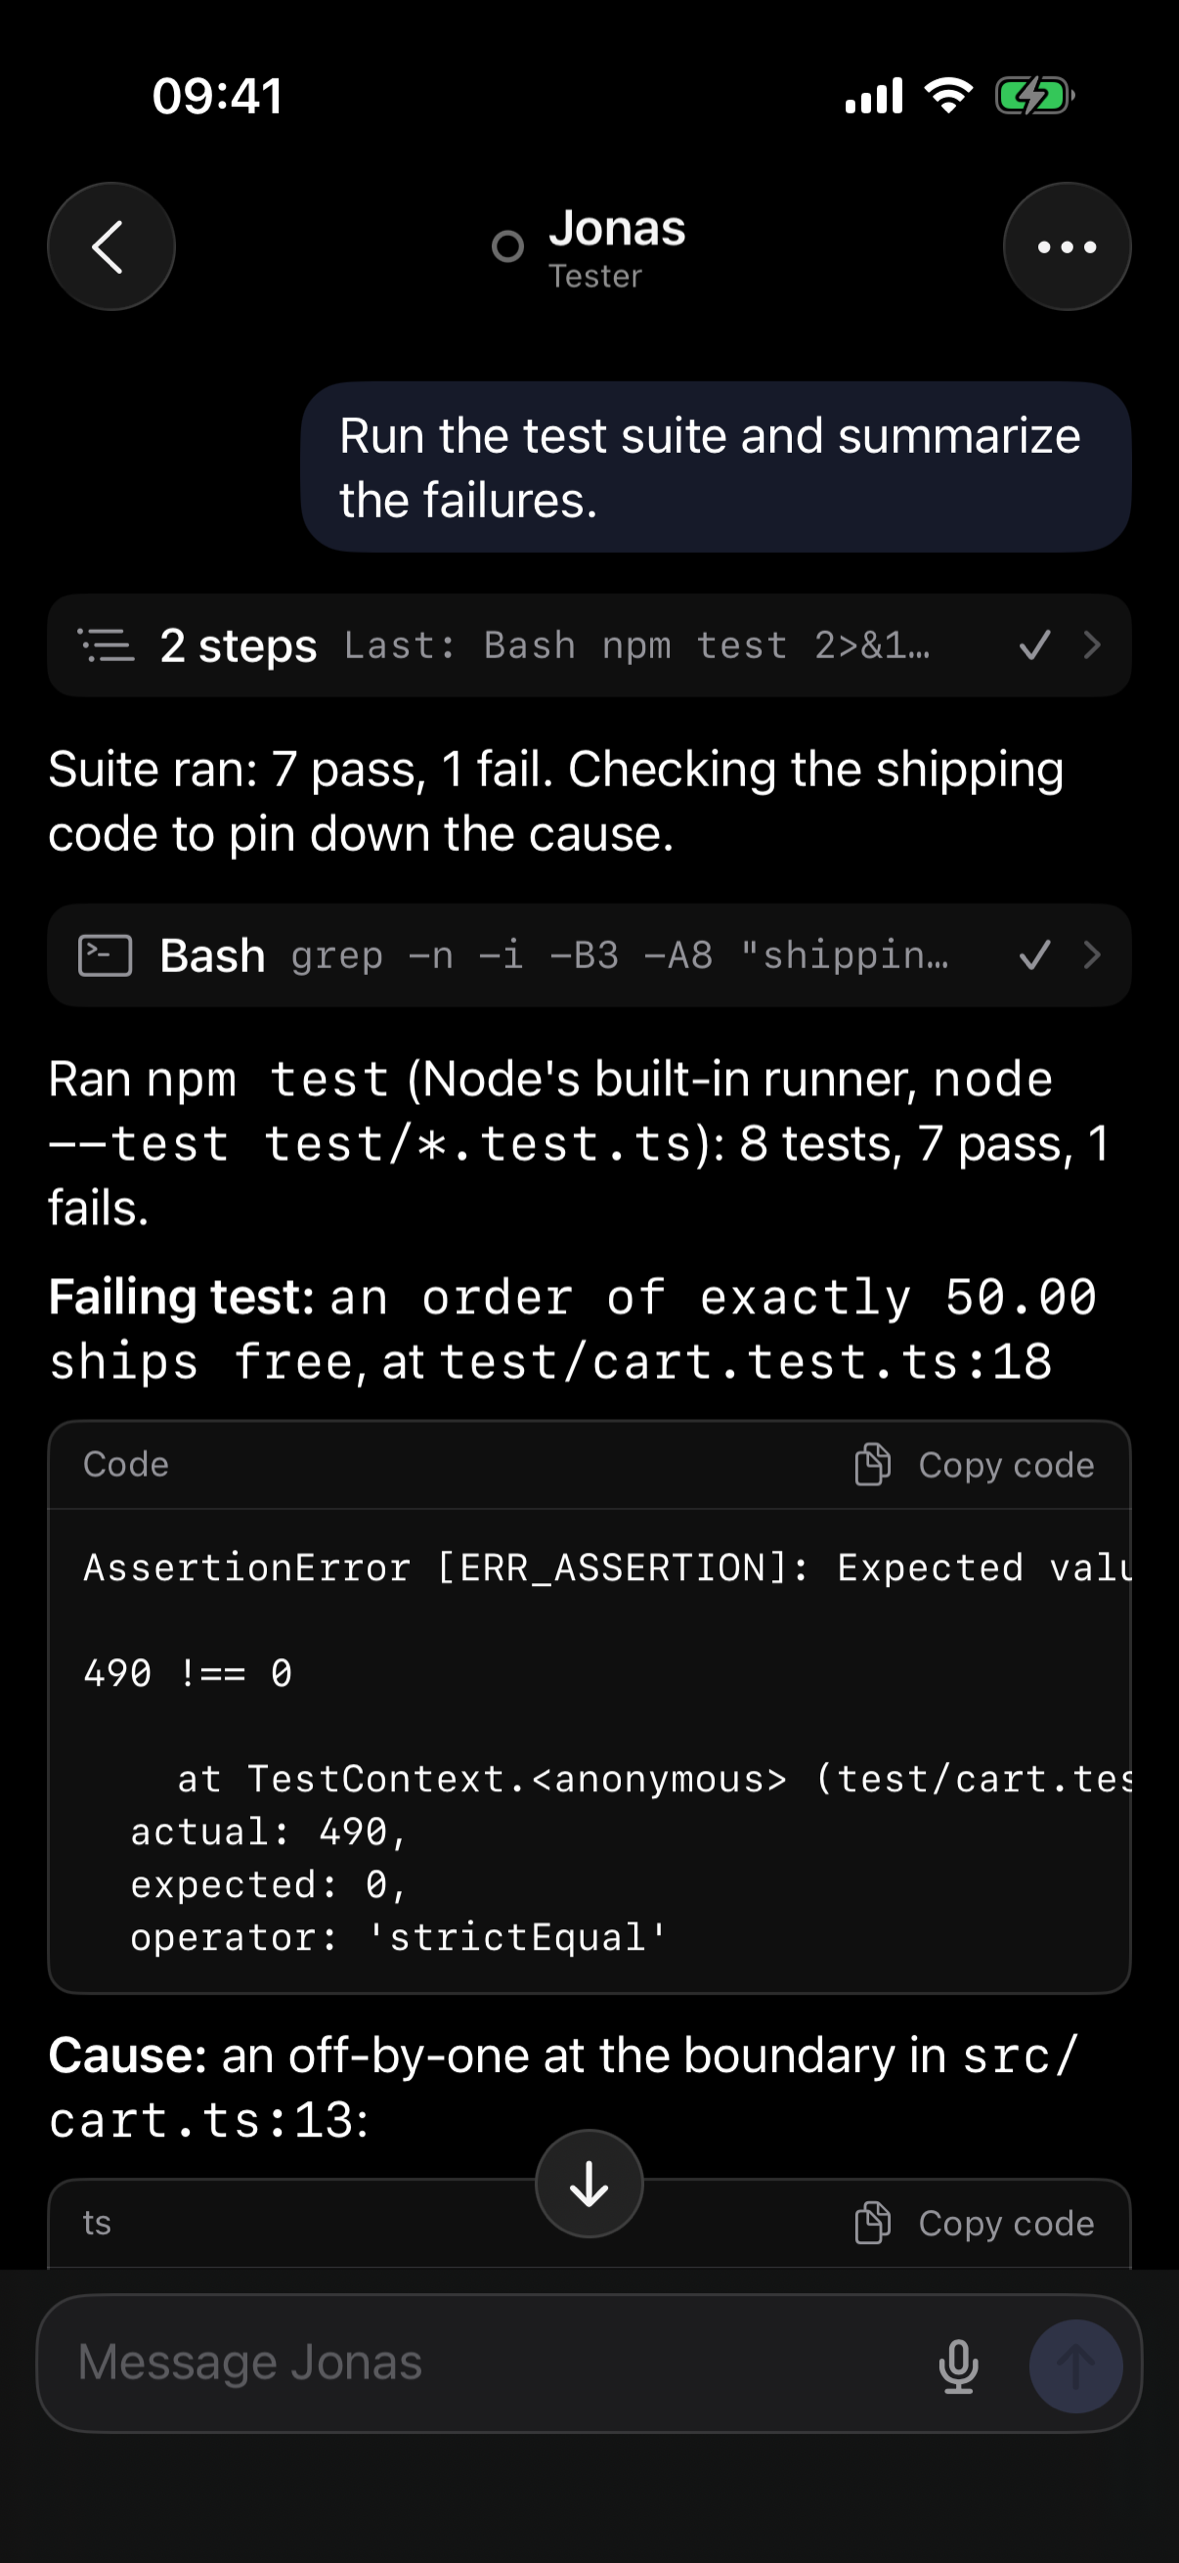 09:41
Jonas
Tester
Run the test suite and summarize
the failures.
2 steps Last: Bash npm test 2>&1…
Suite ran: 7 pass, 1 fail. Checking the shipping
code to pin down the cause.
Bash grep -n -i -B3 -A8 "shippin…
Ran npm test (Node's built-in runner, node
--test test/*.test.ts): 8 tests, 7 pass, 1
fails.
Failing test: an order of exactly 50.00
ships free, at test/cart.test.ts:18
Code Copy code
AssertionError [ERR_ASSERTION]: Expected valu
490 !== 0
at TestContext.<anonymous> (test/cart.tes
actual: 490,
expected: 0,
operator: 'strictEqual'
Cause: an off-by-one at the boundary in src/
cart.ts:13:
ts Copy code
Message Jonas